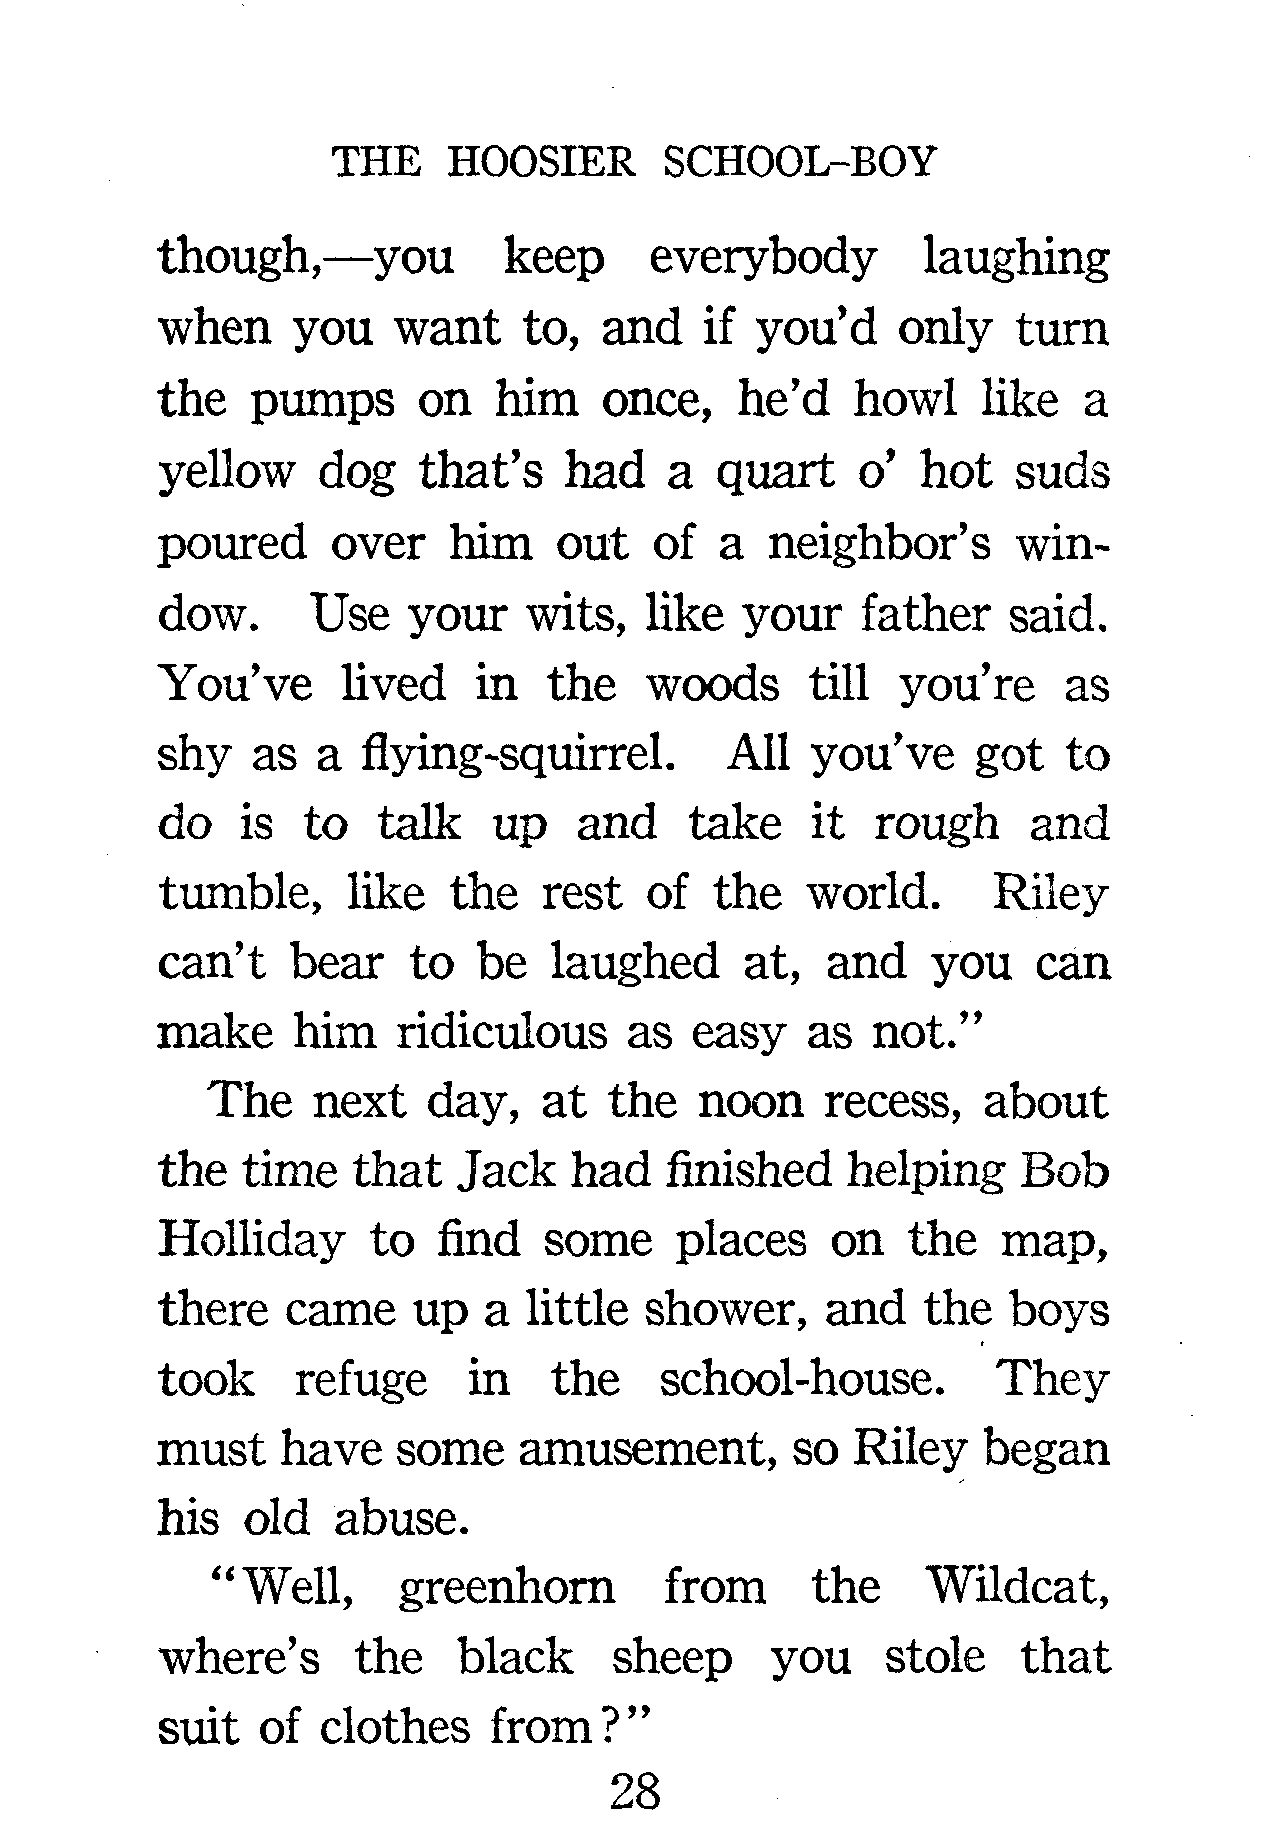 THE HOOSIER SCHOOL-BOY
though,—you keep everybody laughing
when you want to, and if you'd only turn
the pumps on him once, he'd howl like a
yellow dog that's had a quart o' hot suds
poured over him out of a neighbor's win-
dow. Use your wits, like your father said.
You've lived in the woods till you're as
shy as a flying-squirrel. All you've got to
do is to talk up and take it rough and
tumble, like the rest of the world. Riley
can't bear to be laughed at, and you can
make him ridiculous as easy as not."
The next day, at the noon recess, about
the time that Jack had finished helping Bob
Holliday to find some places on the map,
there came up a little shower, and the boys
took refuge in the school-house. They
must have some amusement, so Riley began
his old abuse.
"Well, greenhorn from the Wildcat,
where's the black sheep you stole that
suit of clothes from?"
28